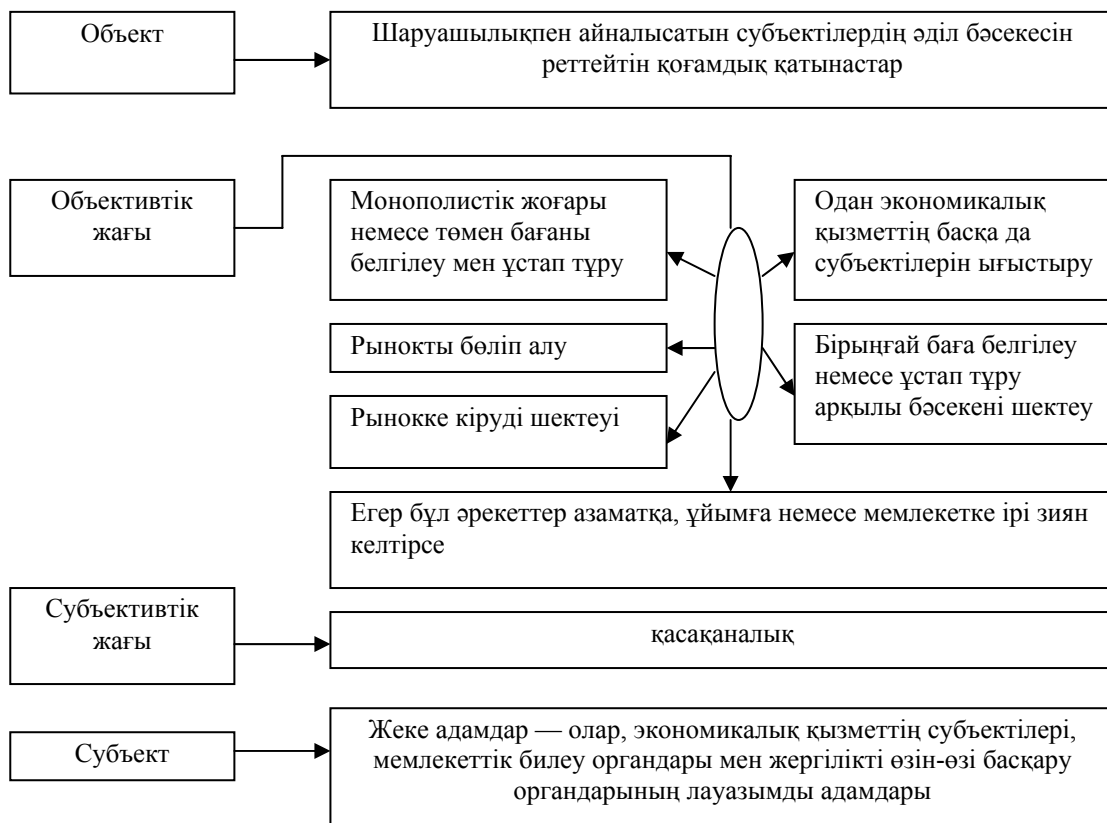 Объект
Шаруашылықпен айналысатын субъектілердің әділ бәсекесін
реттейтін қоғамдық қатынастар
Объективтік
жағы
Монополистік жоғары
немесе төмен бағаны
белгілеу мен ұстап тұру
Одан экономикалық
қызметтің басқа да
субъектілерін ығыстыру
Рынокты бөліп алу
Бірыңғай баға белгілеу
немесе ұстап тұру
арқылы бәсекені шектеу
Рынокке кіруді шектеуі
Егер бұл әрекеттер азаматқа, ұйымға немесе мемлекетке ірі зиян
келтірсе
Субъективтік
жағы
қасақаналық
Субъект
Жеке адамдар — олар, экономикалық қызметтің субъектілері,
мемлекеттік билеу органдары мен жергілікті өзін-өзі басқару
органдарының лауазымды адамдары